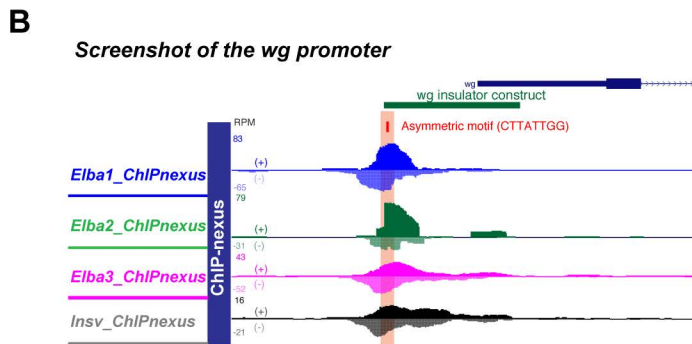 B
Screenshot of the wg promoter
wg
wg insulator construct
RPM
Asymmetric motif (CTTATTGG)
83
(+)
Elba1_ChIPnexus
(-)
-65
79
(+)
Elba2_ChIPnexus
-31 (-)
43
(+)
Elba3_ChIPnexus
(-)
-52
16
(+)
Insv_ChIPnexus
(-)
-21
ChIP-nexus